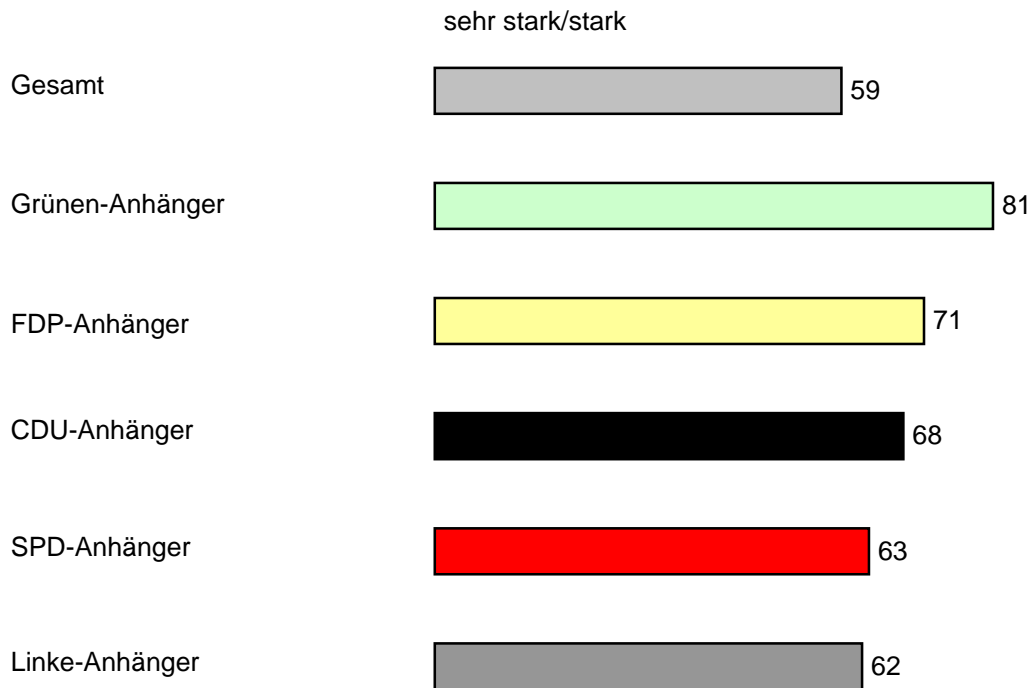 sehr stark/stark
Gesamt 59
Grünen-Anhänger 81
FDP-Anhänger 71
CDU-Anhänger 68
SPD-Anhänger 63
Linke-Anhänger 62